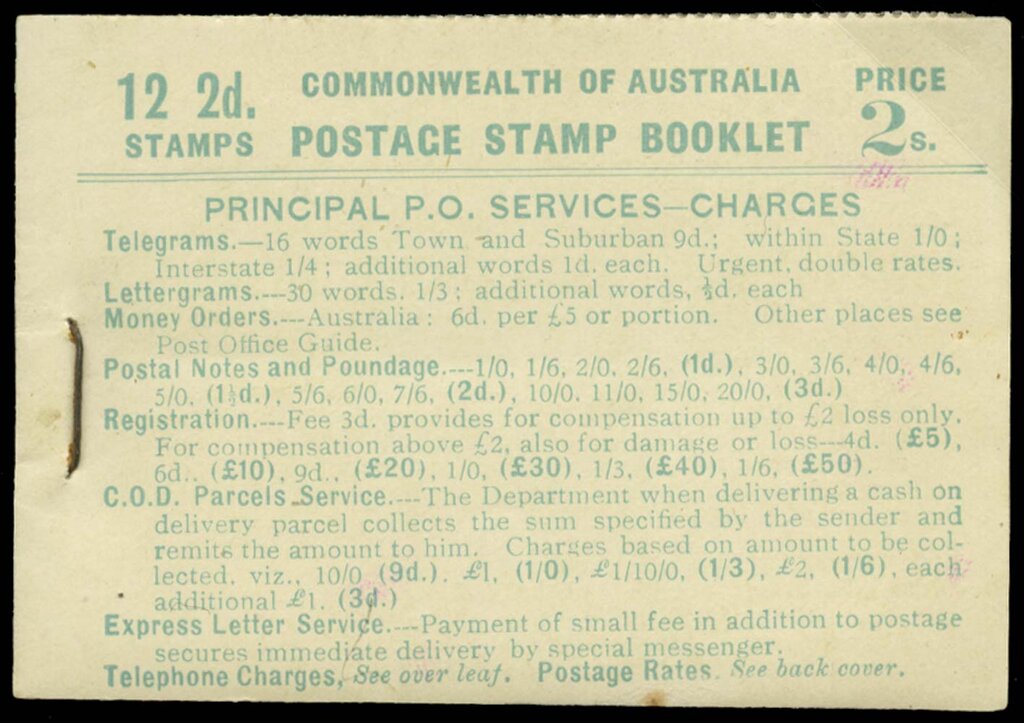 12 2d. STAMPS
COMMONWEALTH OF AUSTRALIA
POSTAGE STAMP BOOKLET
PRICE 2s.
PRINCIPAL P.O. SERVICES—CHARGES
Telegrams.—16 words Town and Suburban 9d.; within State 1/0;
Interstate 1/4; additional words 1d. each. Urgent, double rates.
Lettergrams.—30 words. 1/3; additional words, ½d. each
Money Orders.—Australia: 6d. per £5 or portion. Other places see
Post Office Guide.
Postal Notes and Poundage.—1/0, 1/6, 2/0, 2/6, (1d.), 3/0, 3/6, 4/0, 4/6,
5/0, (1½d.), 5/6, 6/0, 7/6, (2d.), 10/0, 11/0, 15/0, 20/0, (3d.)
Registration.—Fee 3d. provides for compensation up to £2 loss only.
For compensation above £2, also for damage or loss—4d. (£5),
6d., (£10), 9d., (£20), 1/0, (£30), 1/3, (£40), 1/6, (£50).
C.O.D. Parcels Service.—The Department when delivering a cash on
delivery parcel collects the sum specified by the sender and
remits the amount to him. Charges based on amount to be col-
lected, viz., 10/0 (9d.), £1, (1/0), £1/10/0, (1/3), £2, (1/6), each
additional £1. (3d.)
Express Letter Service.—Payment of small fee in addition to postage
secures immediate delivery by special messenger.
Telephone Charges, See over leaf. Postage Rates. See back cover.